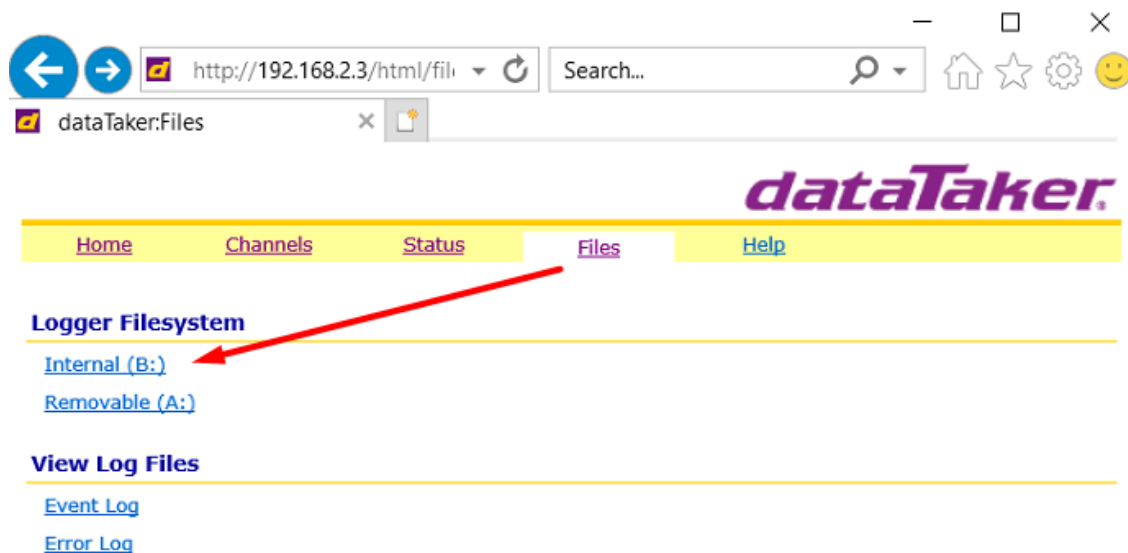 http://192.168.2.3/html/fil Search...
dataTaker:Files
dataTaker
Home Channels Status Files Help
Logger Filesystem
Internal (B:)
Removable (A:)
View Log Files
Event Log
Error Log